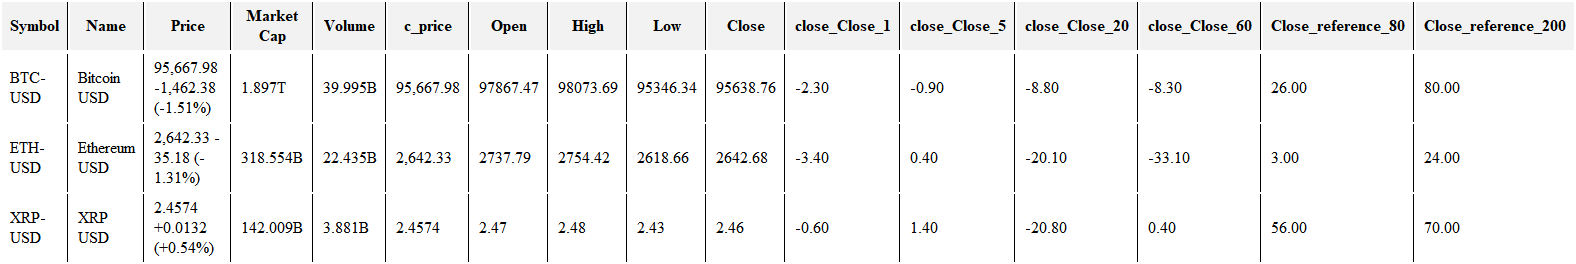 Symbol Name Price Market Cap Volume c_price Open High Low Close close_Close_1 close_Close_5 close_Close_20 close_Close_60 Close_reference_80 Close_reference_200
BTC-USD Bitcoin USD 95,667.98 -1,462.38 (-1.51%) 1.897T 39.995B 95,667.98 97867.47 98073.69 95346.34 95638.76 -2.30 -0.90 -8.80 -8.30 26.00 80.00
ETH-USD Ethereum USD 2,642.33 -35.18 (-1.31%) 318.554B 22.435B 2,642.33 2737.79 2754.42 2618.66 2642.68 -3.40 0.40 -20.10 -33.10 3.00 24.00
XRP-USD XRP USD 2.4574 +0.0132 (+0.54%) 142.009B 3.881B 2.4574 2.47 2.48 2.43 2.46 -0.60 1.40 -20.80 0.40 56.00 70.00